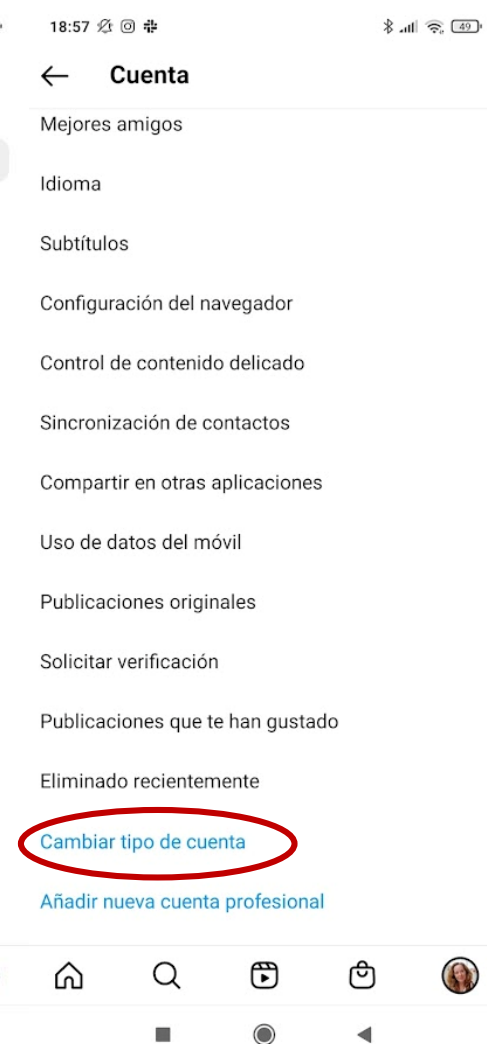 18:57
49
Cuenta
Mejores amigos
Idioma
Subtítulos
Configuración del navegador
Control de contenido delicado
Sincronización de contactos
Compartir en otras aplicaciones
Uso de datos del móvil
Publicaciones originales
Solicitar verificación
Publicaciones que te han gustado
Eliminado recientemente
Cambiar tipo de cuenta
Añadir nueva cuenta profesional